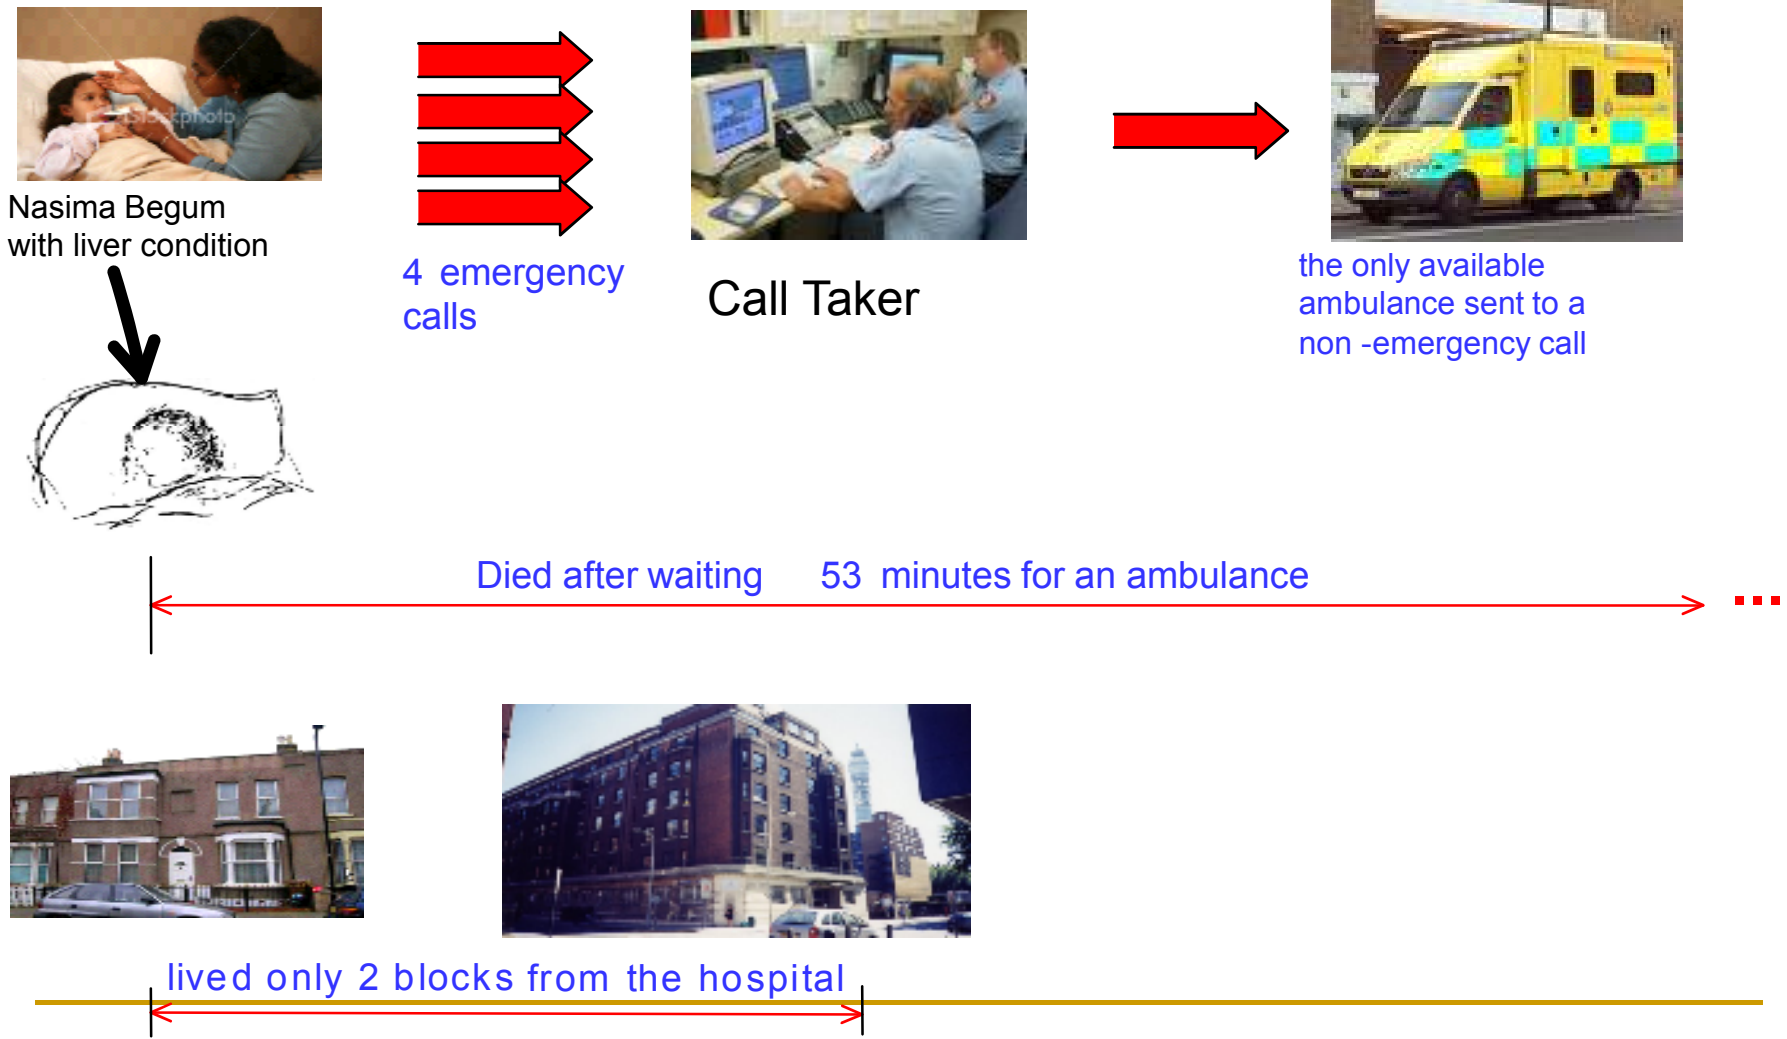 iStockphoto
Nasima Begum
with liver condition
4 emergency
calls
Call Taker
the only available
ambulance sent to a
non -emergency call
Died after waiting 53 minutes for an ambulance
lived only 2 blocks from the hospital